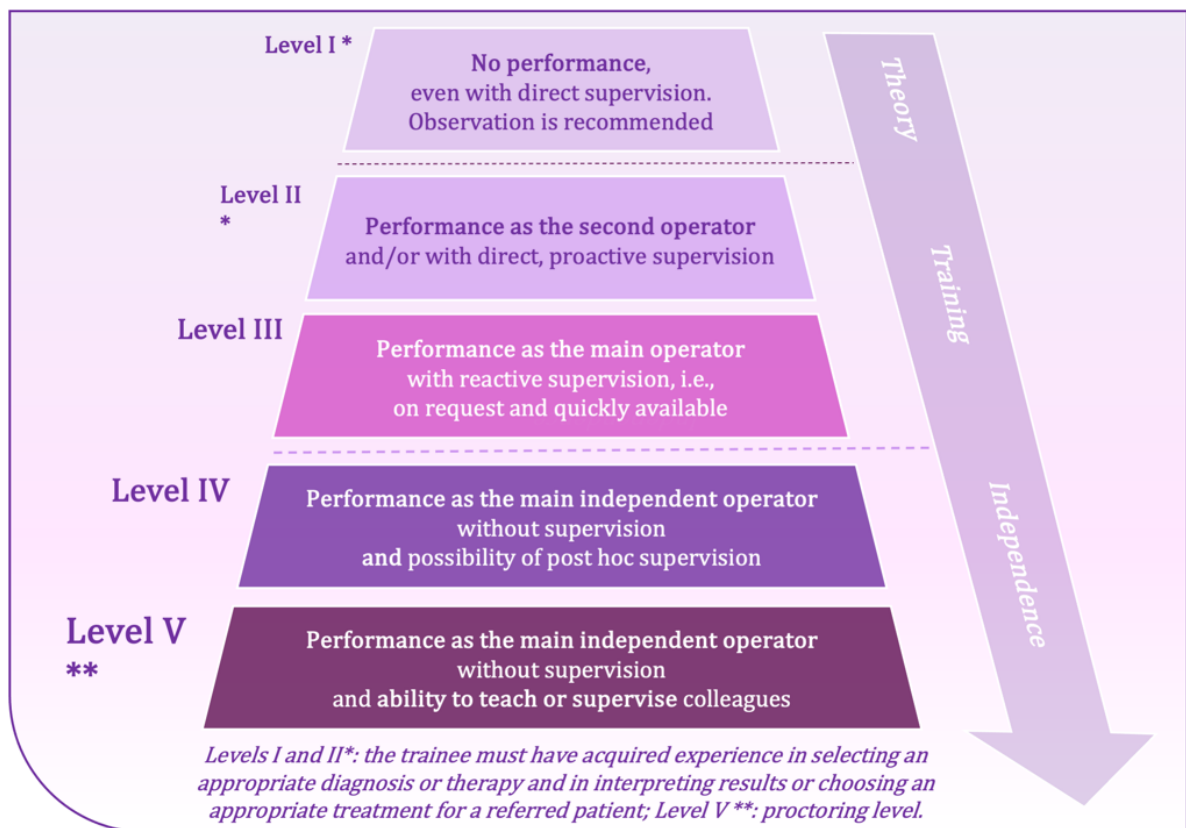 Level I *
No performance,
even with direct supervision.
Observation is recommended
Level II
*
Performance as the second operator
and/or with direct, proactive supervision
Level III
Performance as the main operator
with reactive supervision, i.e.,
on request and quickly available
Level IV
Performance as the main independent operator
without supervision
and possibility of post hoc supervision
Level V
**
Performance as the main independent operator
without supervision
and ability to teach or supervise colleagues
Theory
Training
Independence
Levels I and II*: the trainee must have acquired experience in selecting an
appropriate diagnosis or therapy and in interpreting results or choosing an
appropriate treatment for a referred patient; Level V **: proctoring level.